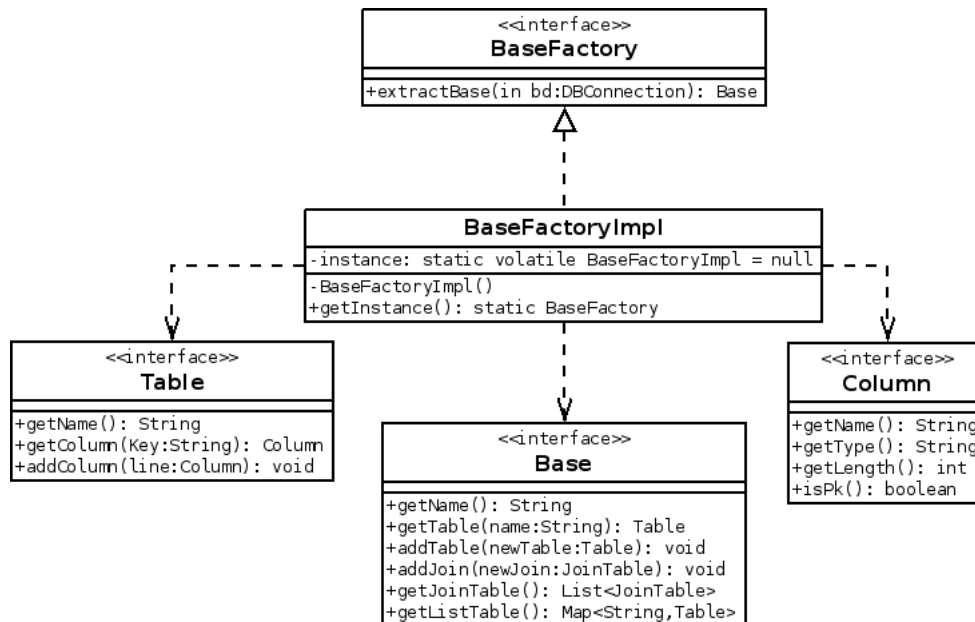 <<interface>>
BaseFactory
+extractBase(in bd:DBConnection): Base
BaseFactoryImpl
-instance: static volatile BaseFactoryImpl = null
-BaseFactoryImpl()
+getInstance(): static BaseFactory
<<interface>>
Table
+getName(): String
+getColumn(Key:String): Column
+addColumn(line:Column): void
<<interface>>
Base
+getName(): String
+getTable(name:String): Table
+addTable(newTable:Table): void
+addJoin(newJoin:JoinTable): void
+getJoinTable(): List<JoinTable>
+getListTable(): Map<String,Table>
<<interface>>
Column
+getName(): String
+getType(): String
+getLength(): int
+isPk(): boolean